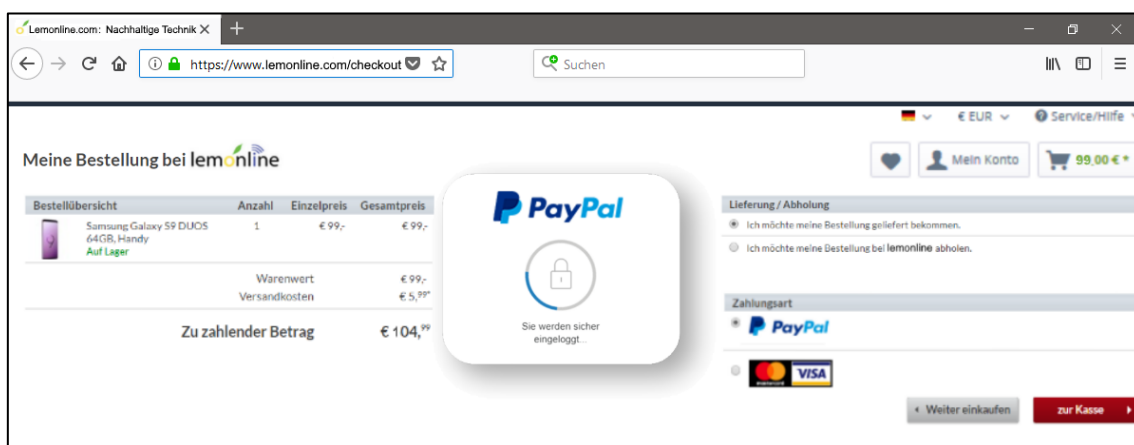 Lemonline.com: Nachhaltige Technik
https://www.lemonline.com/checkout
Suchen
€ EUR
Service/Hilfe
Meine Bestellung bei lemonline
Mein Konto
99,00 € *
Bestellübersicht Anzahl Einzelpreis Gesamtpreis
Samsung Galaxy S9 DUOS 1 € 99,- € 99,-
64GB, Handy
Auf Lager
Warenwert € 99,-
Versandkosten € 5,99*
Zu zahlender Betrag € 104,99
PayPal
Sie werden sicher
eingeloggt...
Lieferung / Abholung
Ich möchte meine Bestellung geliefert bekommen.
Ich möchte meine Bestellung bei lemonline abholen.
Zahlungsart
PayPal
mastercard VISA
Weiter einkaufen
zur Kasse